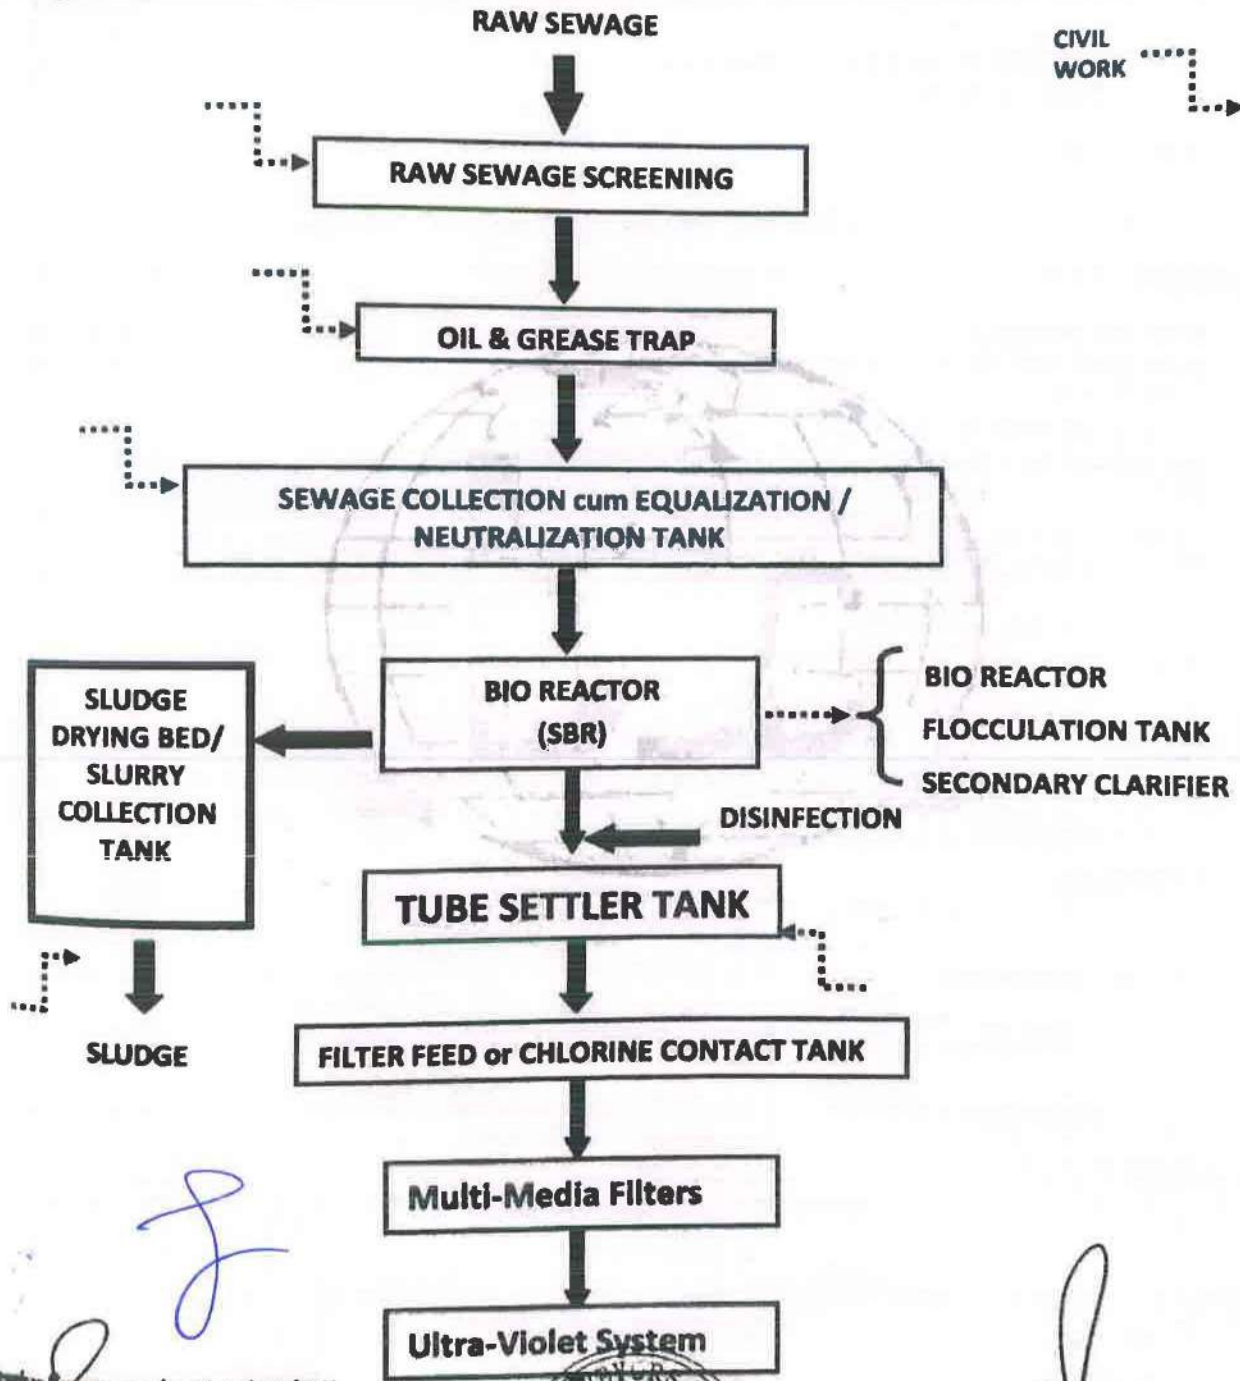 RAW SEWAGE
CIVIL
WORK
RAW SEWAGE SCREENING
OIL & GREASE TRAP
SEWAGE COLLECTION cum EQUALIZATION /
NEUTRALIZATION TANK
SLUDGE
DRYING BED/
SLURRY
COLLECTION
TANK
BIO REACTOR
(SBR)
BIO REACTOR
FLOCCULATION TANK
SECONDARY CLARIFIER
DISINFECTION
TUBE SETTLER TANK
SLUDGE
FILTER FEED or CHLORINE CONTACT TANK
Multi-Media Filters
Ultra-Violet System